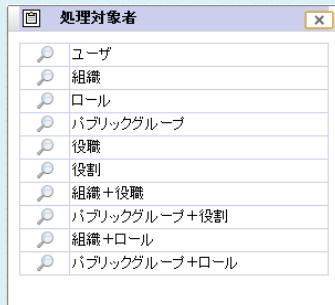 処理対象者
ユーザ
組織
ロール
パブリックグループ
役職
役割
組織+役職
パブリックグループ+役割
組織+ロール
パブリックグループ+ロール